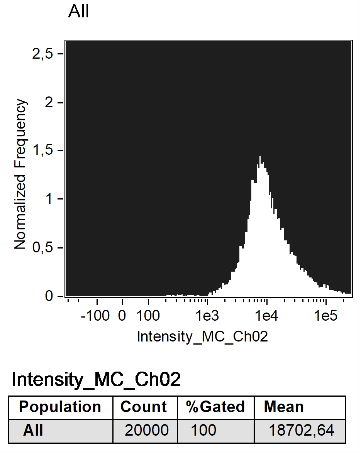 All
Normalized Frequency
2,5
2
1,5
1
0,5
0
-100 0 100 1e3 1e4 1e5
Intensity_MC_Ch02
Intensity_MC_Ch02
Population Count %Gated Mean
All 20000 100 18702,64